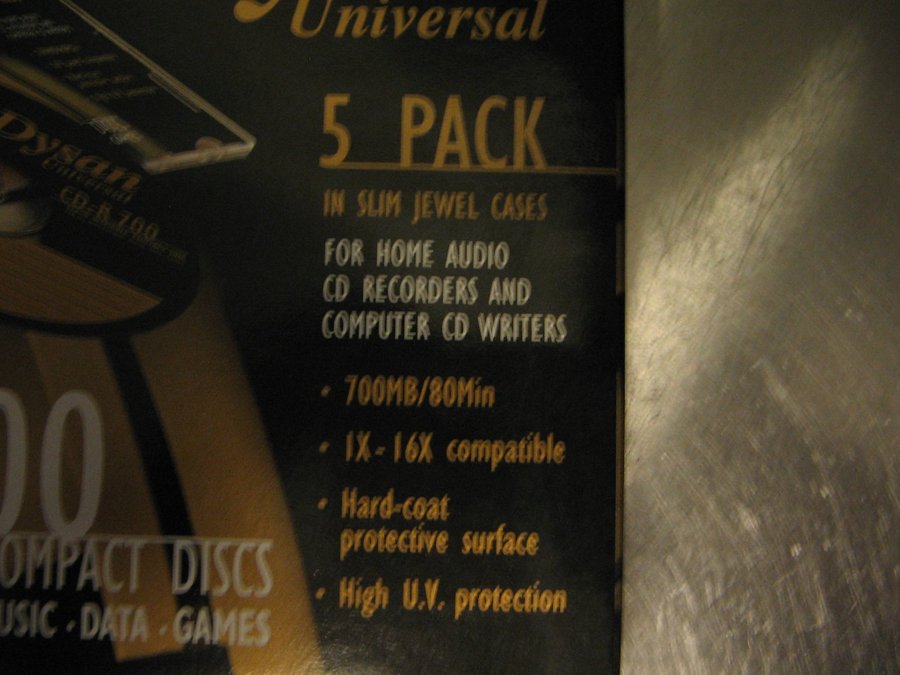 Universal
5 PACK
IN SLIM JEWEL CASES
FOR HOME AUDIO
CD RECORDERS AND
COMPUTER CD WRITERS
• 700MB/80Min
• 1X-16X compatible
• Hard-coat
protective surface
• High U.V. protection
Dysan
Universal
CD-R 700
00
OMPACT DISCS
USIC • DATA • GAMES